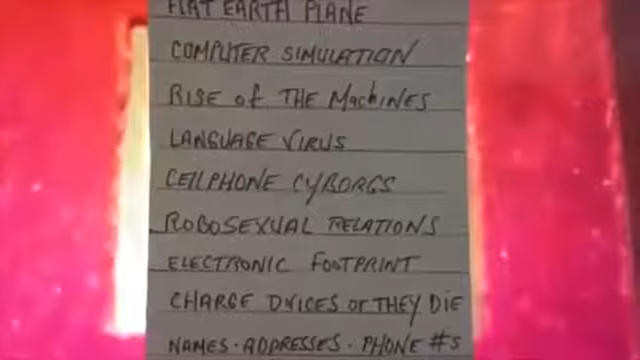 FLAT EARTH PLANE
COMPUTER SIMULATION
RISE of THE MachINES
LANGUAGE VIRUS
CELLPHONE CYBORGS
ROBOSEXUAL RELATIONS
ELECTRONIC FOOTPRINT
CHARGE DVICES or THEY DIE
NAMES · ADDRESSES · PHONE #S